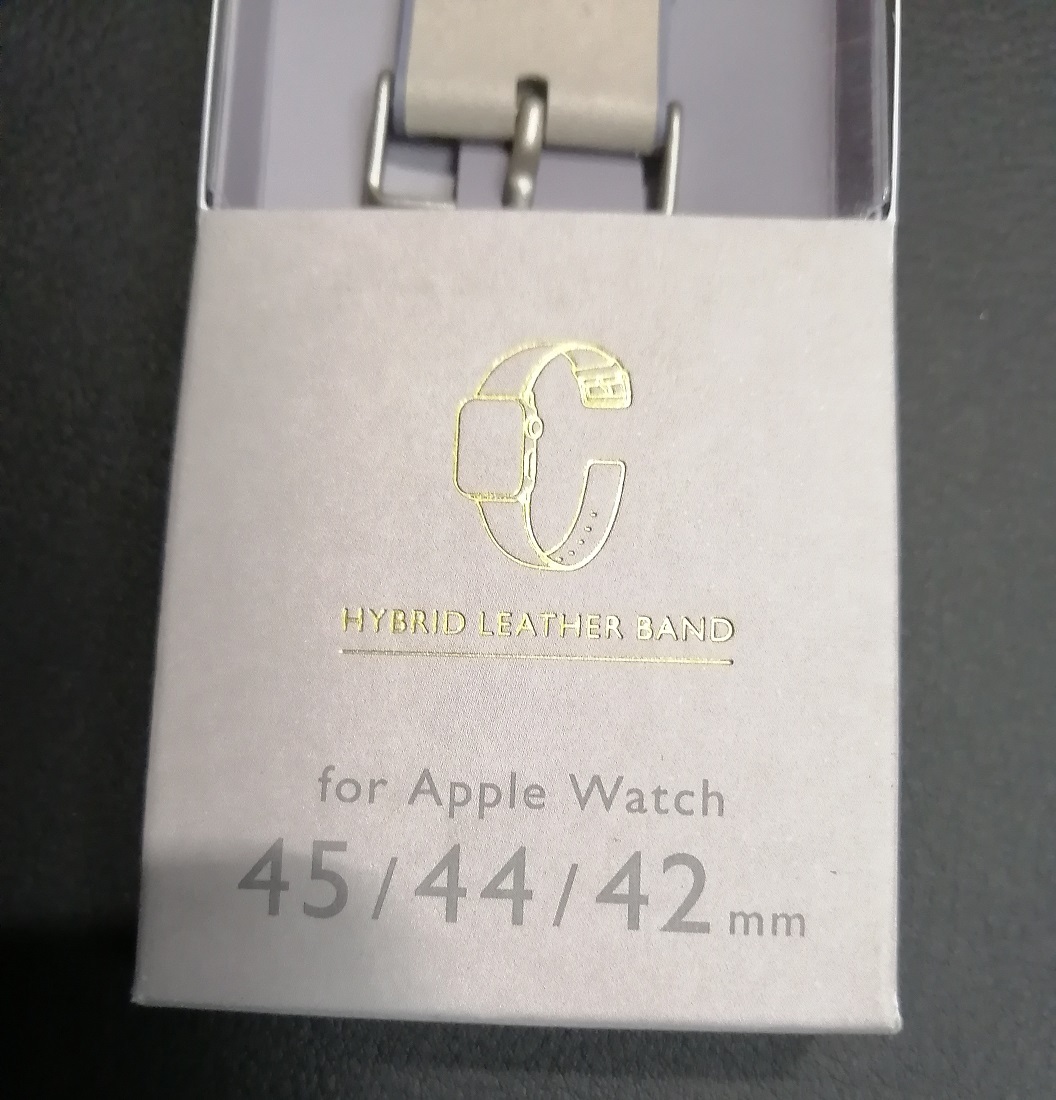 HYBRID LEATHER BAND
for Apple Watch
45/44/42mm